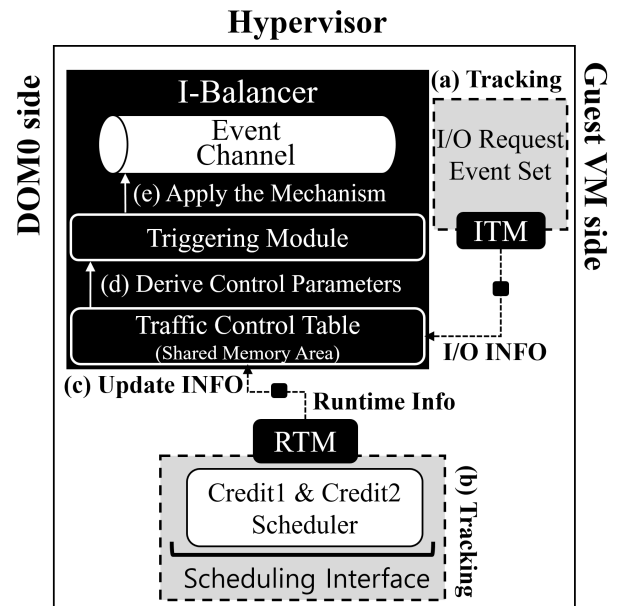 Hypervisor
DOM0 side
Guest VM side
I-Balancer
Event
Channel
(e) Apply the Mechanism
Triggering Module
(d) Derive Control Parameters
Traffic Control Table
(Shared Memory Area)
(a) Tracking
I/O Request
Event Set
ITM
I/O INFO
(c) Update INFO
Runtime Info
RTM
Credit1 & Credit2
Scheduler
Scheduling Interface
(b) Tracking